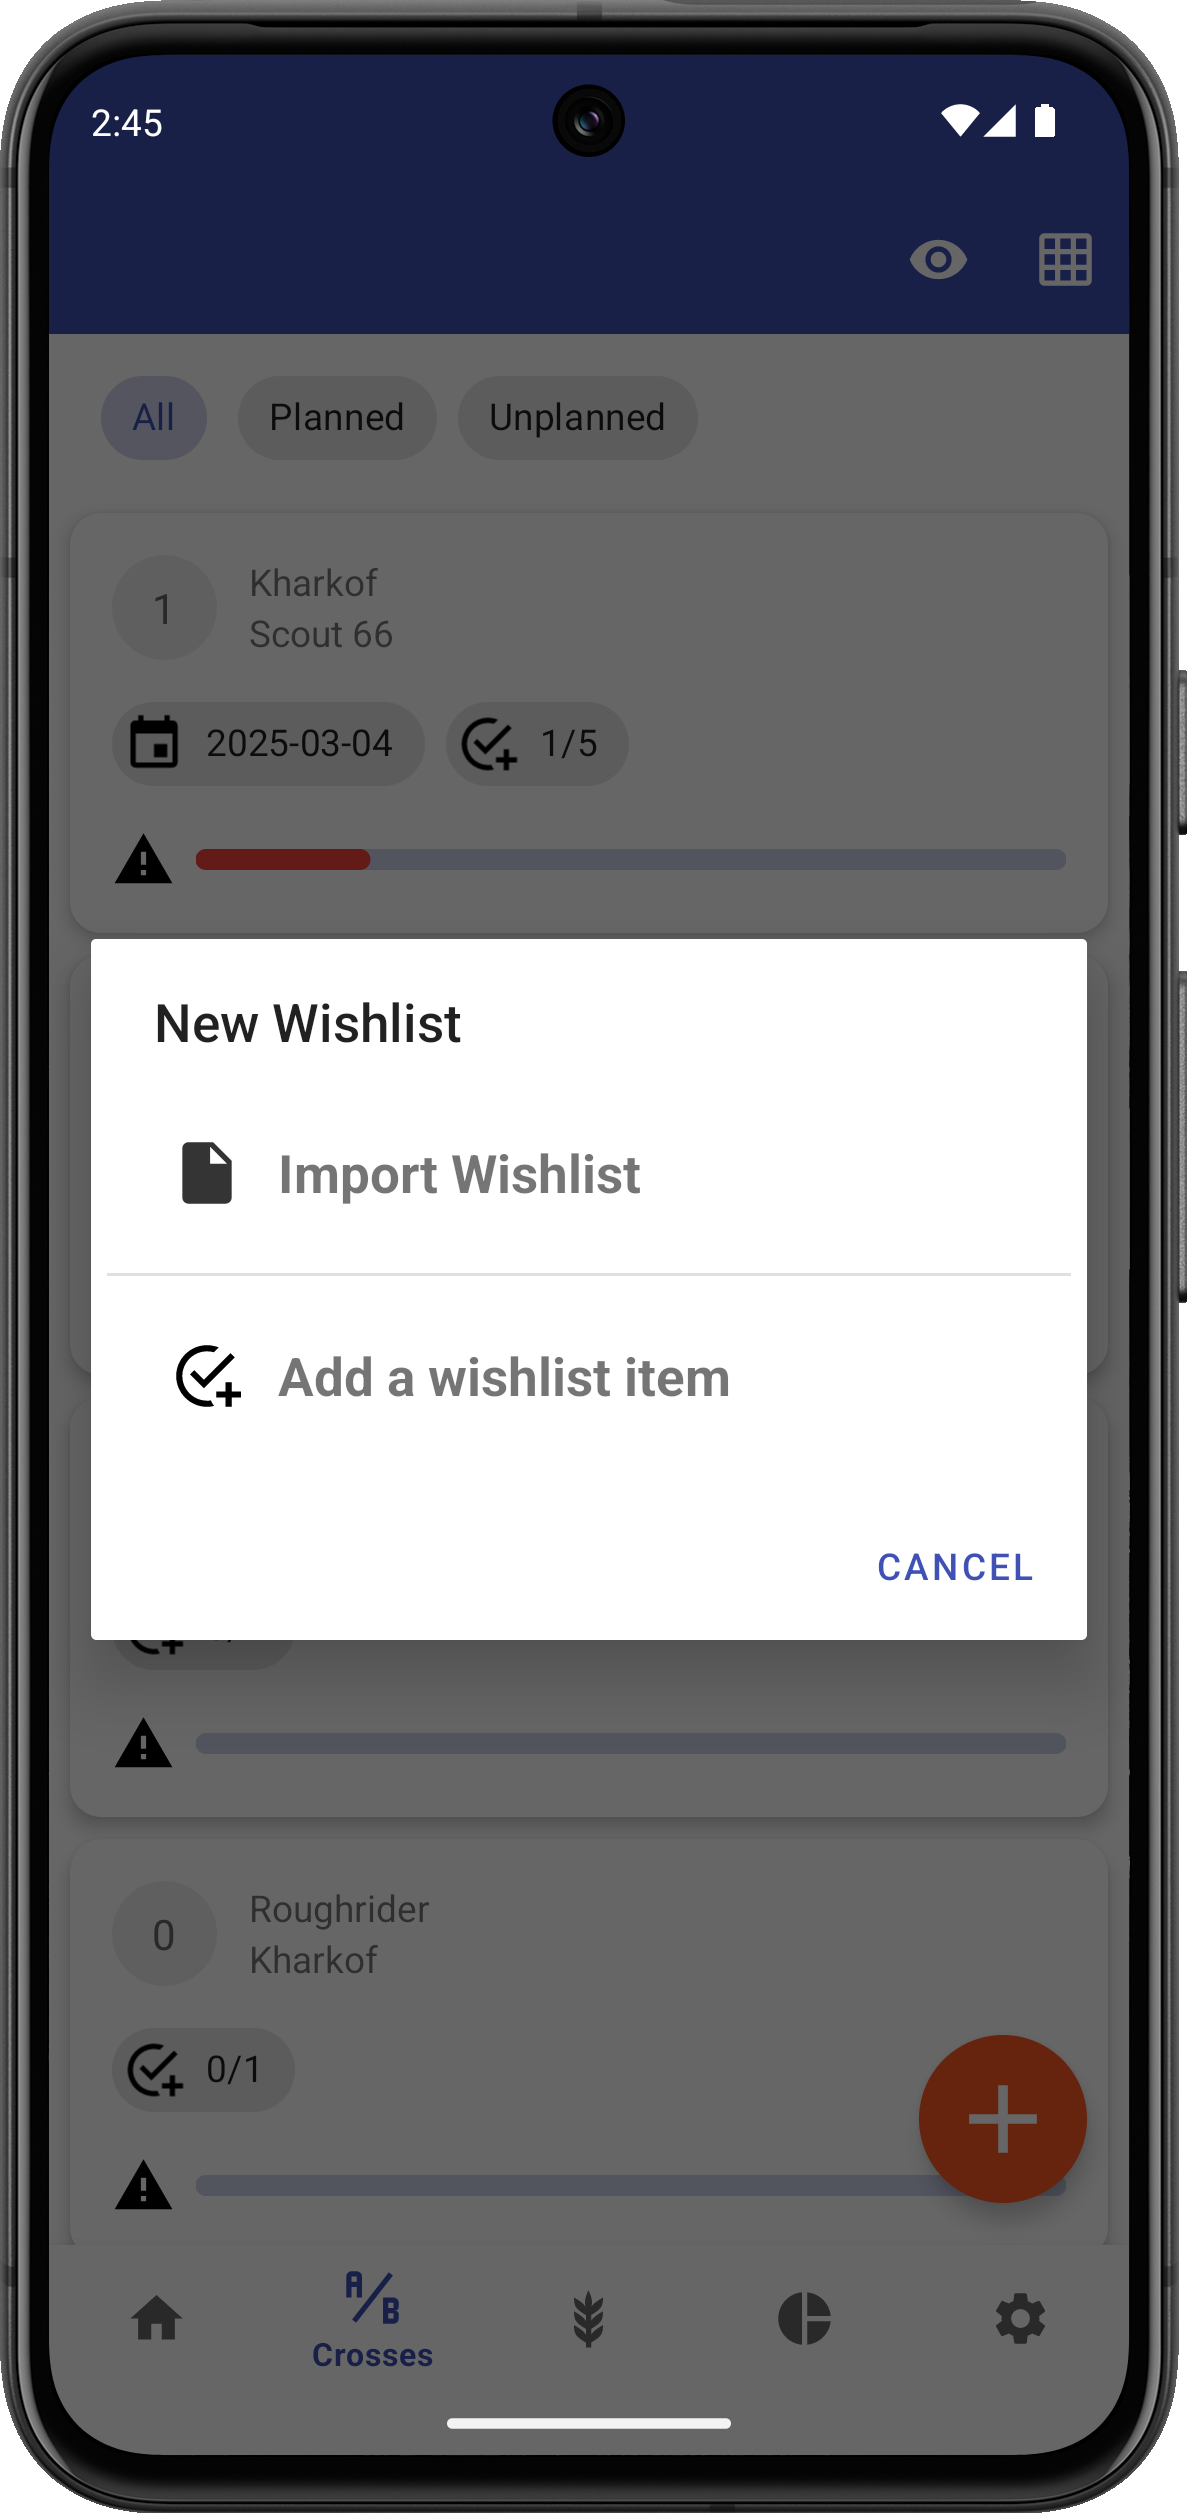 2:45
All
Planned
Unplanned
1
Kharkof
Scout 66
2025-03-04
1/5
New Wishlist
Import Wishlist
Add a wishlist item
CANCEL
0
Roughrider
Kharkof
0/1
A/B
Crosses